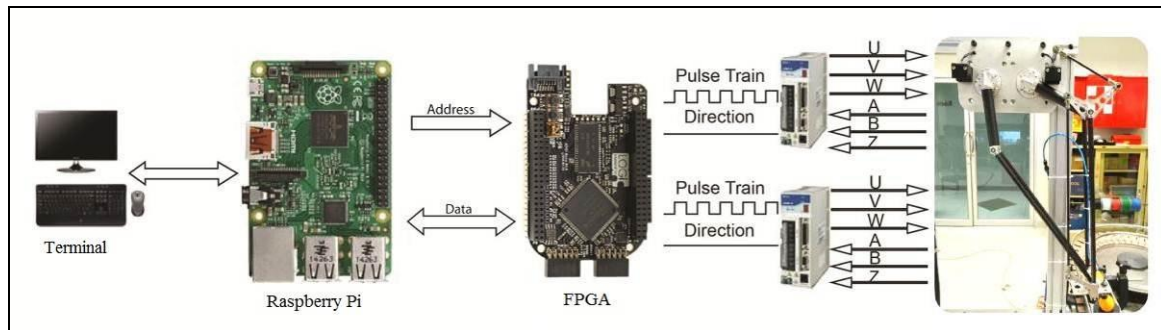 Terminal
Raspberry Pi
Address
Data
FPGA
Pulse Train
Direction
U
V
W
A
B
Z
Pulse Train
Direction
U
V
W
A
B
Z